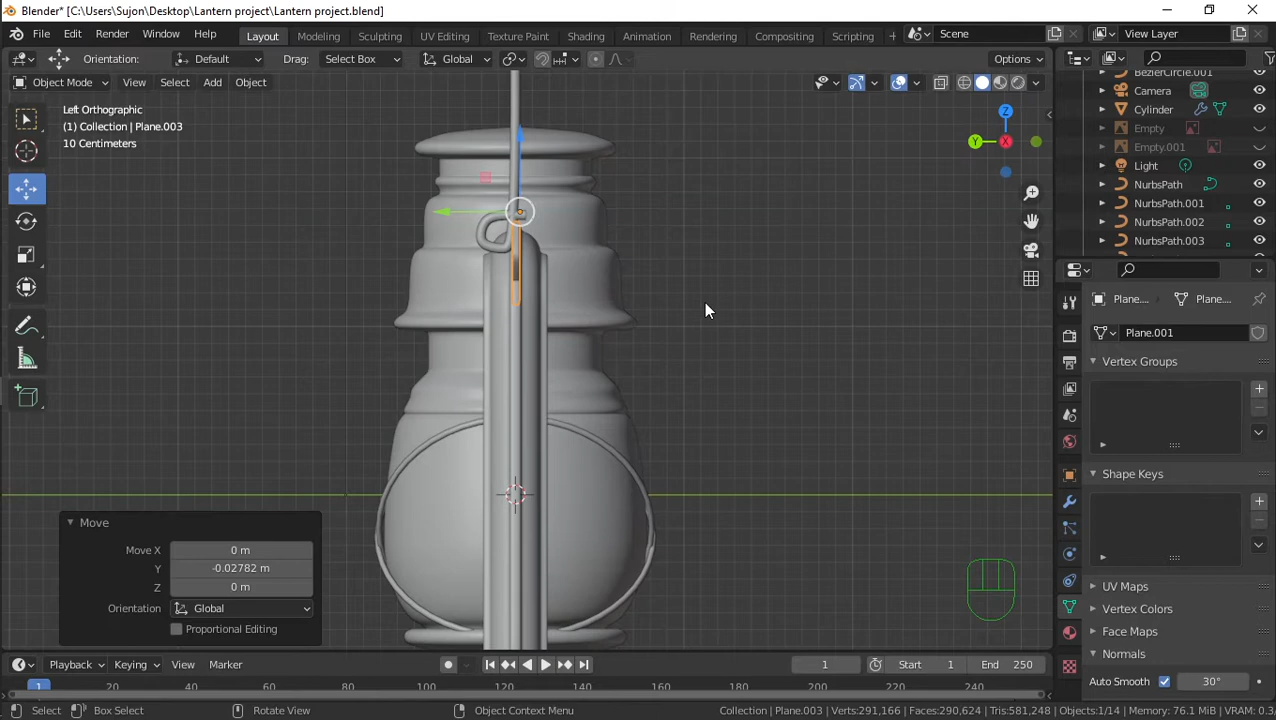 Blender* [C:\Users\Sujon\Desktop\Lantern project\Lantern project.blend]
File Edit Render Window Help Layout Modeling Sculpting UV Editing Texture Paint Shading Animation Rendering Compositing Scripting + Scene View Layer
Orientation: Default Drag: Select Box Global Options
Object Mode View Select Add Object
Left Orthographic
(1) Collection | Plane.003
10 Centimeters
BezierCircle.001
Camera
Cylinder
Empty
Empty.001
Light
NurbsPath
NurbsPath.001
NurbsPath.002
NurbsPath.003
Z
Y X
Plane.... Plane....
Plane.001
Vertex Groups
Shape Keys
UV Maps
Vertex Colors
Face Maps
Normals
Auto Smooth 30°
Move
Move X 0 m
Y -0.02782 m
Z 0 m
Orientation Global
Proportional Editing
Playback Keying View Marker 1 Start 1 End 250
1 20 40 60 80 100 120 140 160 180 200 220 240
Select Box Select Rotate View Object Context Menu Collection | Plane.003 | Verts:291,166 | Faces:290,624 | Tris:581,248 | Objects:1/14 | Memory: 76.1 MiB | VRAM: 0.3